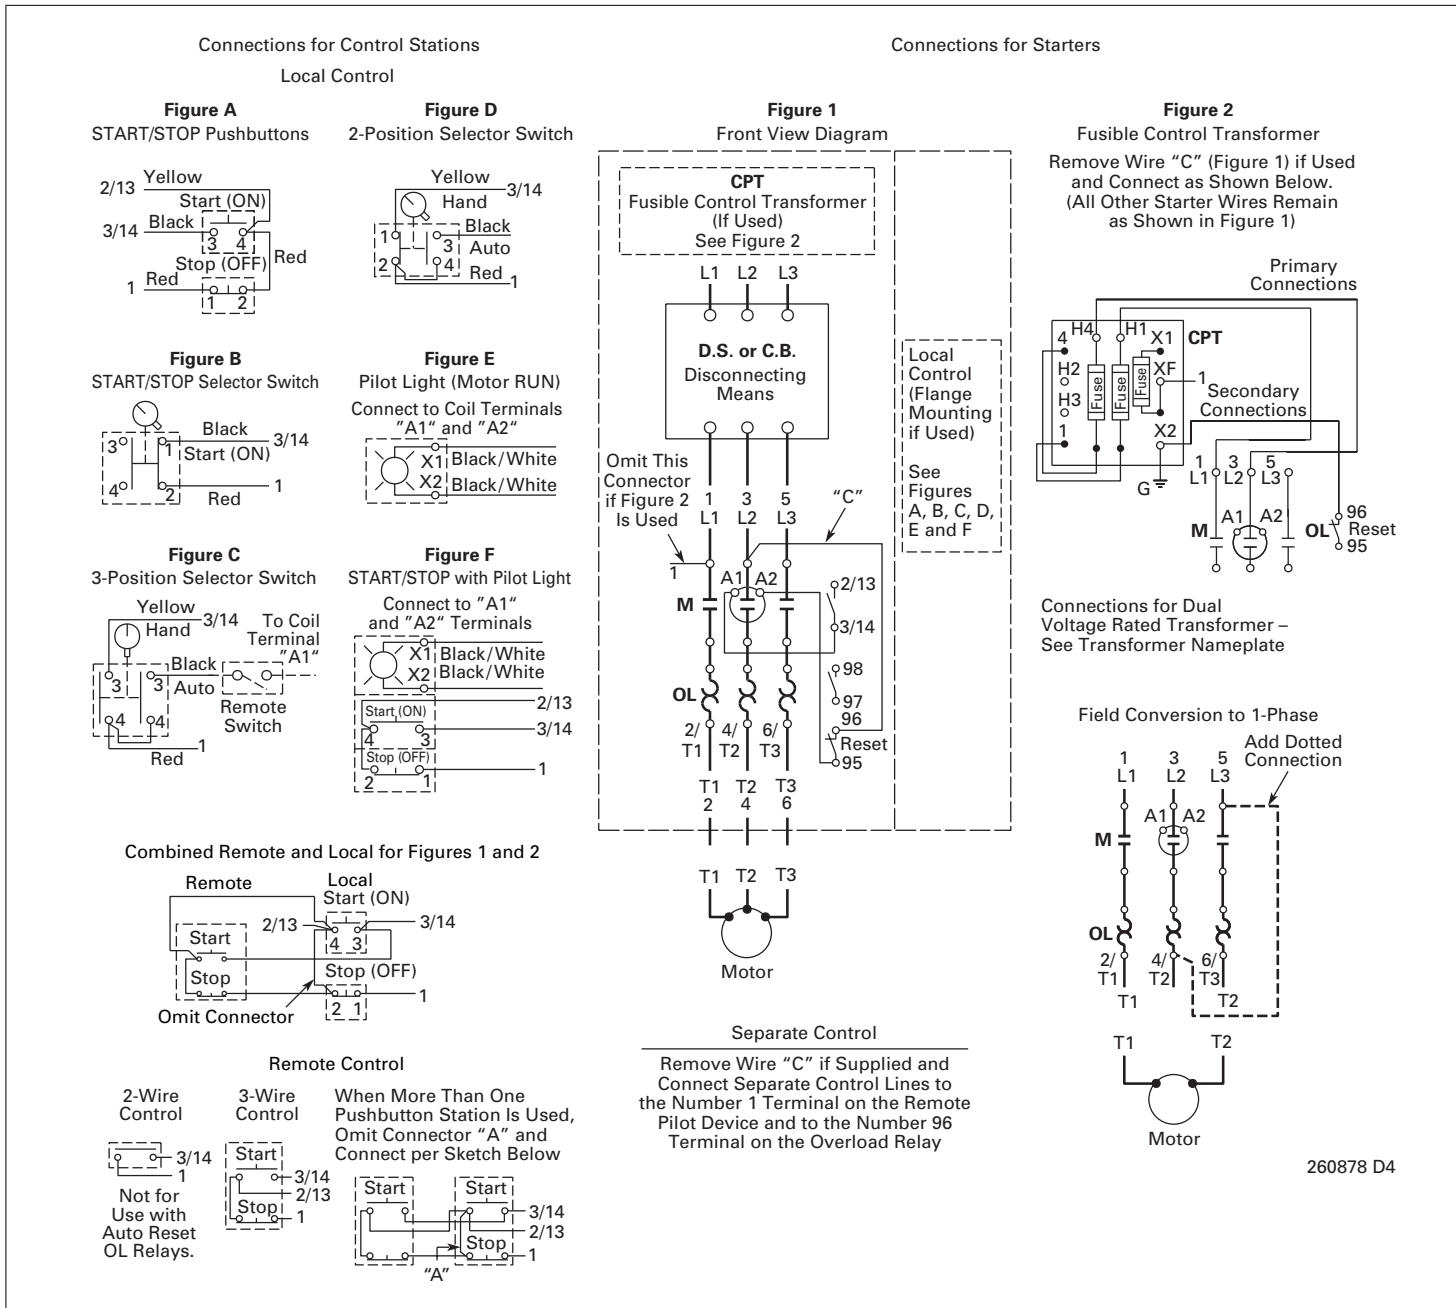 Connections for Control Stations
Local Control
Figure A
START/STOP Pushbuttons
2/13
Yellow
Start (ON)
3/14
Black
3 4
Stop (OFF)
Red
1
Red
1 2
Figure D
2-Position Selector Switch
Yellow
3/14
Hand
1
Black
3
Auto
2
4
Red
1
Figure B
START/STOP Selector Switch
3
1
Black
3/14
Start (ON)
4
2
Red
1
Figure E
Pilot Light (Motor RUN)
Connect to Coil Terminals
"A1" and "A2"
X1
Black/White
X2
Black/White
Figure C
3-Position Selector Switch
Yellow
3/14
Hand
To Coil
Terminal
"A1"
3
3
Black
Auto
Remote
Switch
4
4
Red
1
Figure F
START/STOP with Pilot Light
Connect to "A1"
and "A2" Terminals
X1
Black/White
X2
Black/White
2/13
Start (ON)
4
3
3/14
Stop (OFF)
2
1
1
Combined Remote and Local for Figures 1 and 2
Remote
Local
Start (ON)
2/13
3/14
4 3
Start
Stop
Stop (OFF)
2 1
1
Omit Connector
Remote Control
2-Wire
Control
3/14
1
Not for
Use with
Auto Reset
OL Relays.
3-Wire
Control
Start
3/14
2/13
Stop
1
When More Than One
Pushbutton Station Is Used,
Omit Connector “A” and
Connect per Sketch Below
Start
Start
3/14
2/13
Stop
1
“A”
Connections for Starters
Figure 1
Front View Diagram
CPT
Fusible Control Transformer
(If Used)
See Figure 2
L1 L2 L3
D.S. or C.B.
Disconnecting
Means
Local
Control
(Flange
Mounting
if Used)
See
Figures
A, B, C, D,
E and F
Omit This
Connector
if Figure 2
Is Used
1 3 5
L1 L2 L3
“C”
1
A1 A2
M
2/13
3/14
98
97
OL
96
Reset
95
2/ 4/ 6/
T1 T2 T3
T1 T2 T3
2 4 6
T1 T2 T3
Motor
Separate Control
Remove Wire “C” if Supplied and
Connect Separate Control Lines to
the Number 1 Terminal on the Remote
Pilot Device and to the Number 96
Terminal on the Overload Relay
Figure 2
Fusible Control Transformer
Remove Wire “C” (Figure 1) if Used
and Connect as Shown Below.
(All Other Starter Wires Remain
as Shown in Figure 1)
Primary
Connections
4
H4
H1
X1
CPT
H2
Fuse
Fuse
Fuse
XF
1
H3
Secondary
Connections
1
X2
G
1 3 5
L1 L2 L3
M
A1 A2
OL
96
Reset
95
Connections for Dual
Voltage Rated Transformer –
See Transformer Nameplate
Field Conversion to 1-Phase
Add Dotted
Connection
1 3 5
L1 L2 L3
A1 A2
M
OL
2/ 4/ 6/
T1 T2 T3
T1 T2
T1 T2
Motor
260878 D4